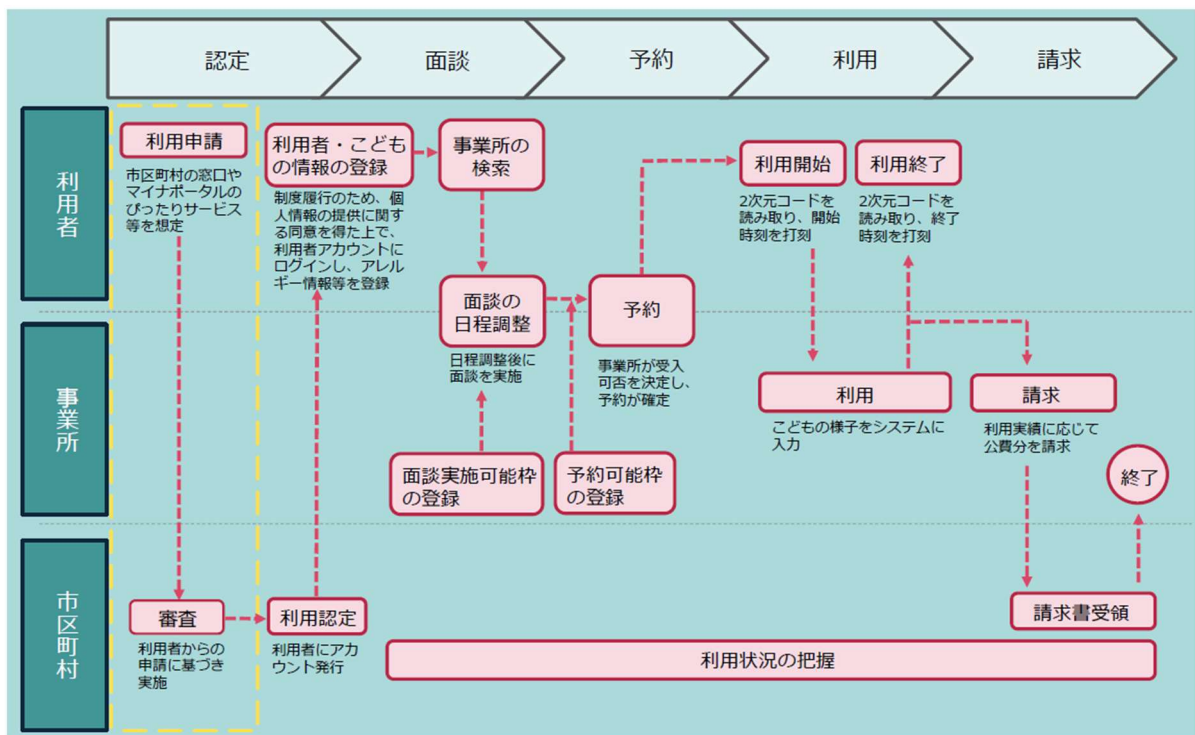 認定
面談
予約
利用
請求
利用者
利用申請
市区町村の窓口や
マイナポータルの
ぴったりサービス
等を想定
利用者・こども
の情報の登録
制度履行のため、個
人情報の提供に関す
る同意を得た上で、
利用者アカウントに
ログインし、アレル
ギー情報等を登録
事業所の
検索
面談の
日程調整
日程調整後に
面談を実施
予約
事業所が受入
可否を決定し、
予約が確定
利用開始
2次元コードを
読み取り、開始
時刻を打刻
利用終了
2次元コードを
読み取り、終了
時刻を打刻
事業所
面談実施可能枠
の登録
予約可能枠
の登録
利用
こどもの様子をシステムに
入力
請求
利用実績に応じて
公費分を請求
終了
市区町村
審査
利用者からの
申請に基づき
実施
利用認定
利用者にアカ
ウント発行
請求書受領
利用状況の把握